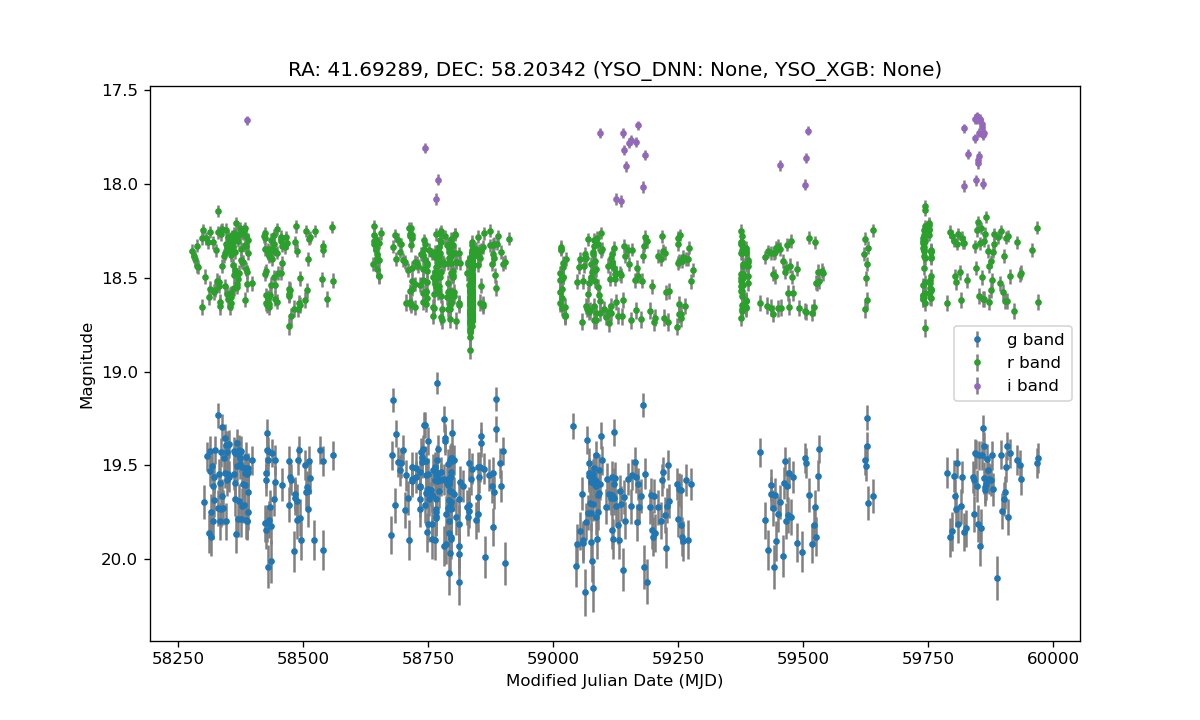 RA: 41.69289, DEC: 58.20342 (YSO_DNN: None, YSO_XGB: None)
17.5
18.0
18.5
19.0
19.5
20.0
Magnitude
g band
r band
i band
58250 58500 58750 59000 59250 59500 59750 60000
Modified Julian Date (MJD)